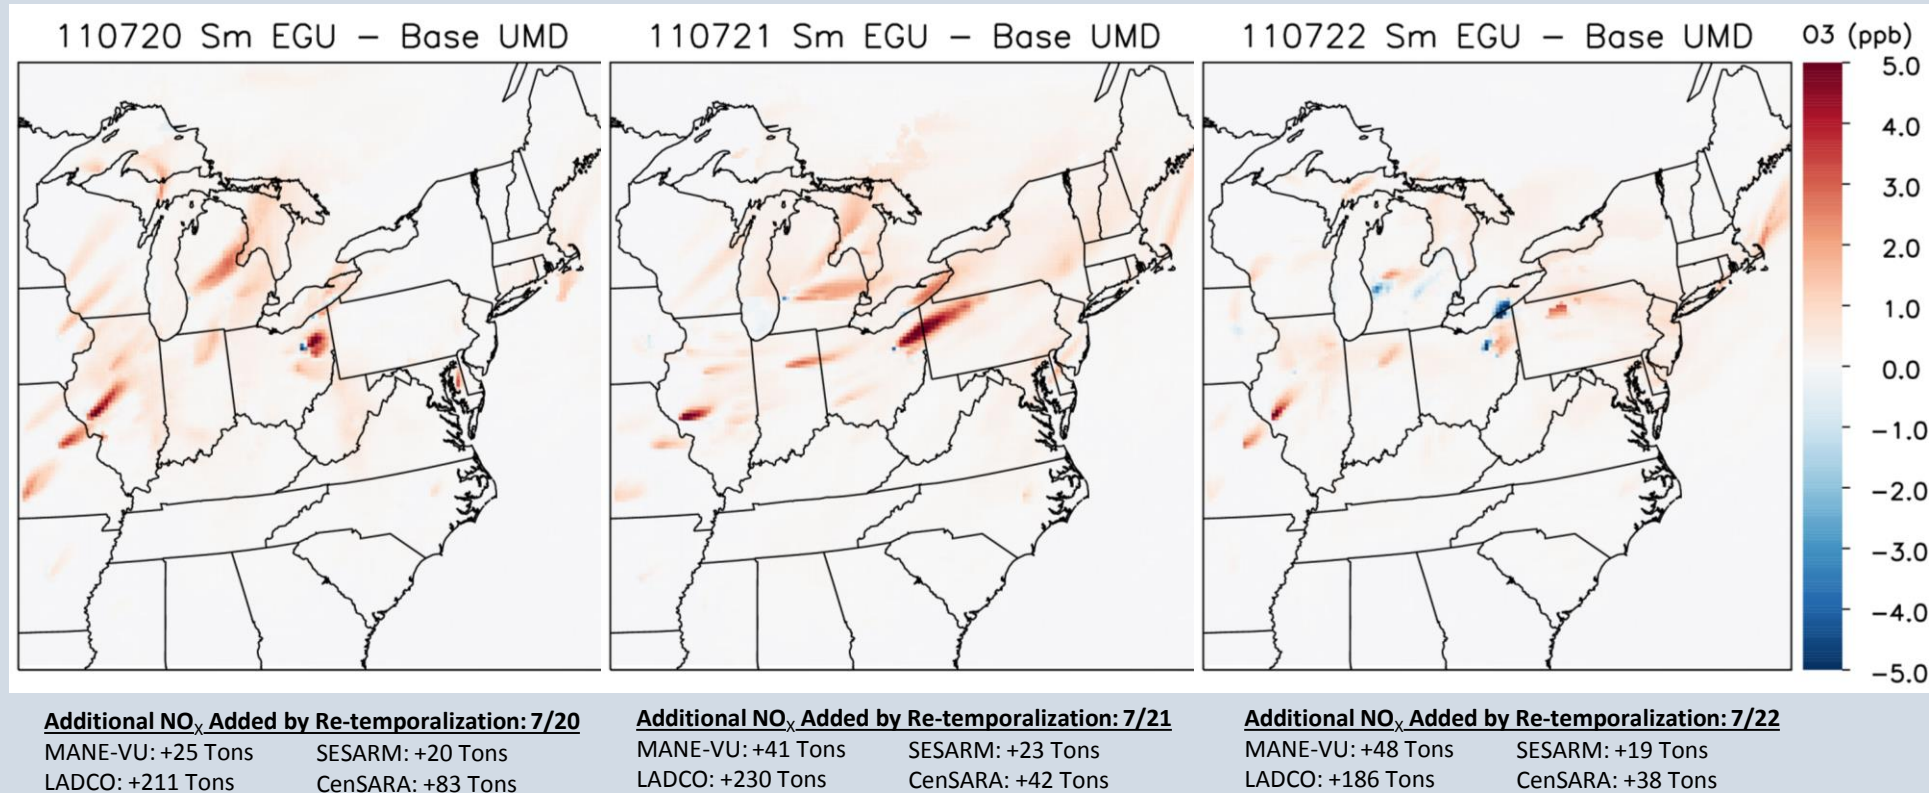 110720 Sm EGU – Base UMD
110721 Sm EGU – Base UMD
110722 Sm EGU – Base UMD
O3 (ppb)
5.0
4.0
3.0
2.0
1.0
0.0
−1.0
−2.0
−3.0
−4.0
−5.0
Additional NOX Added by Re-temporalization: 7/20
MANE-VU: +25 Tons SESARM: +20 Tons
LADCO: +211 Tons CenSARA: +83 Tons
Additional NOX Added by Re-temporalization: 7/21
MANE-VU: +41 Tons SESARM: +23 Tons
LADCO: +230 Tons CenSARA: +42 Tons
Additional NOX Added by Re-temporalization: 7/22
MANE-VU: +48 Tons SESARM: +19 Tons
LADCO: +186 Tons CenSARA: +38 Tons